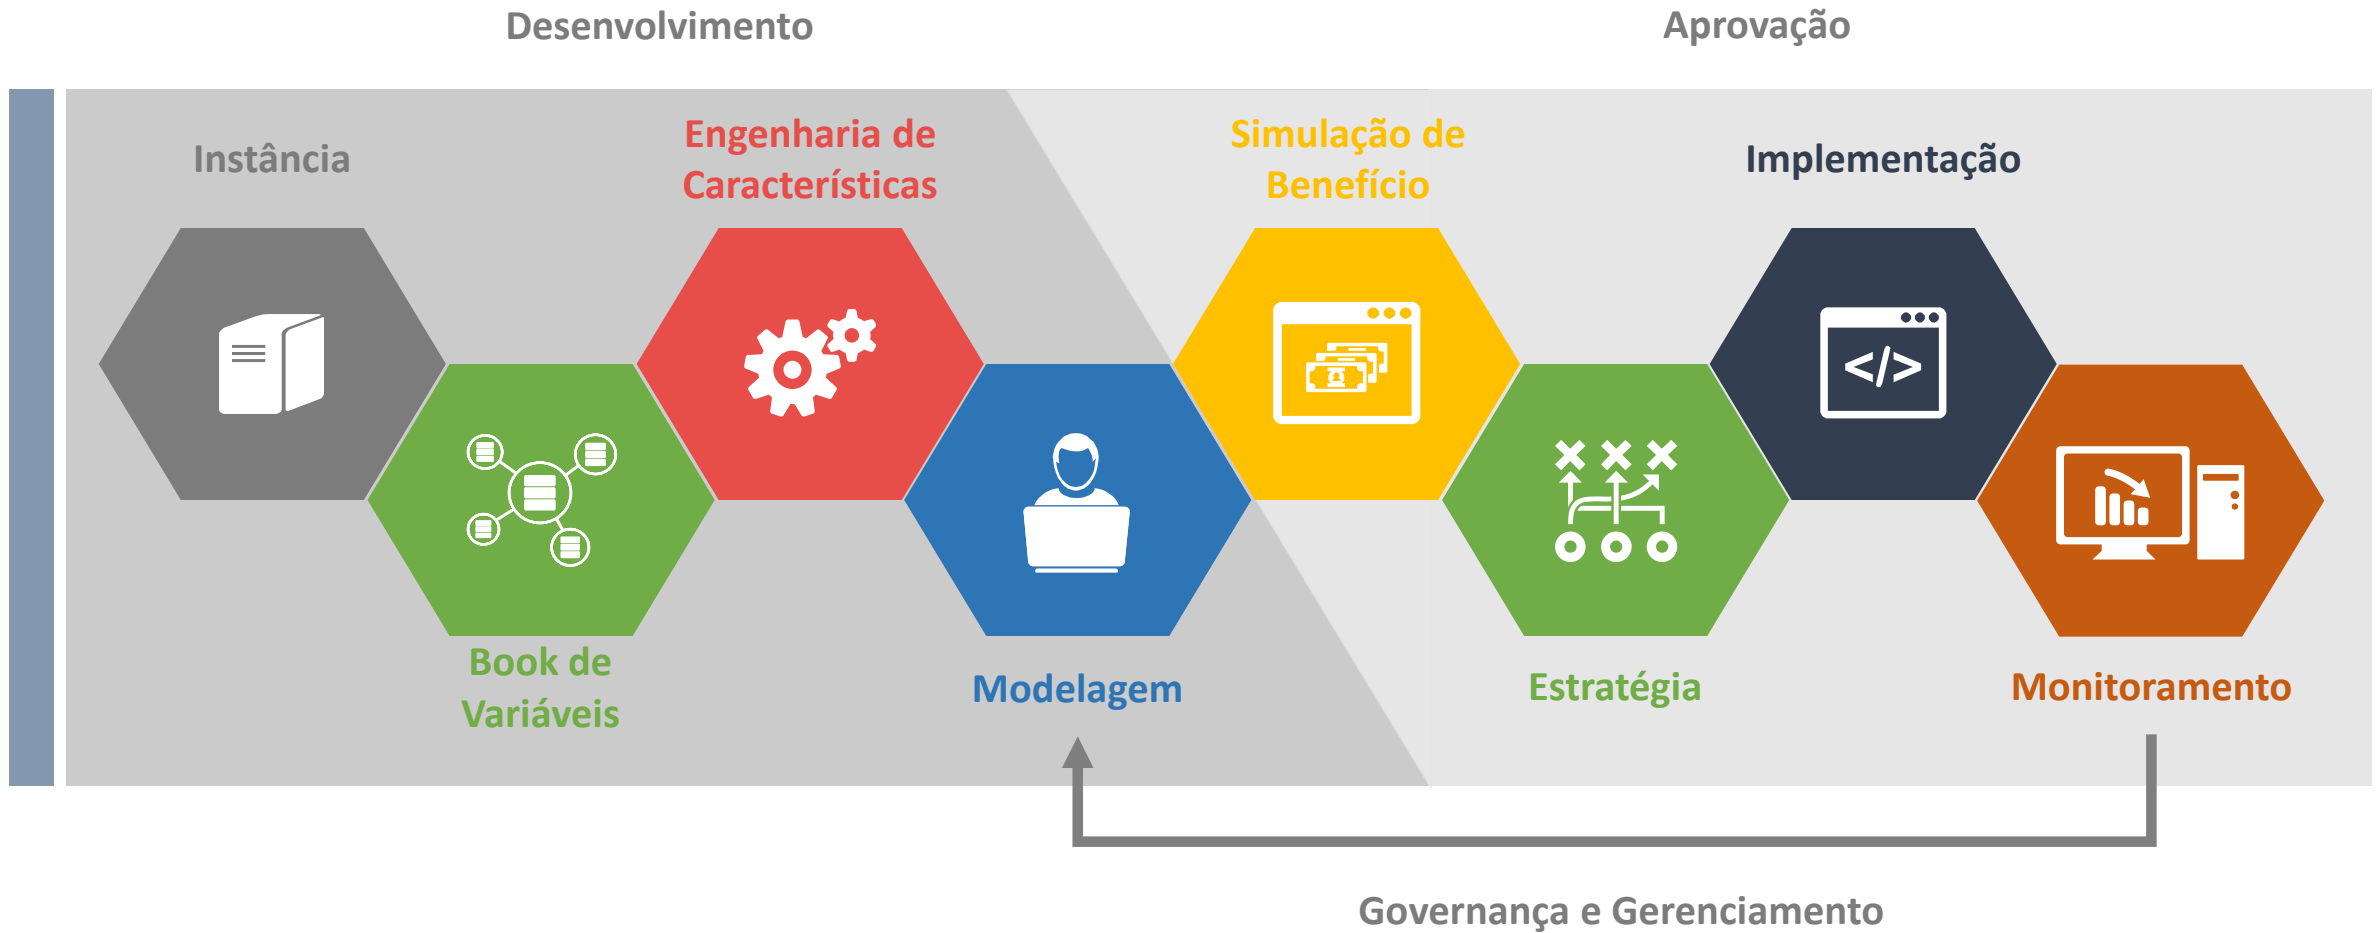 Desenvolvimento
Aprovação
Instância
Engenharia de
Características
Simulação de
Benefício
Implementação
</>
Book de
Variáveis
Modelagem
Estratégia
Monitoramento
Governança e Gerenciamento